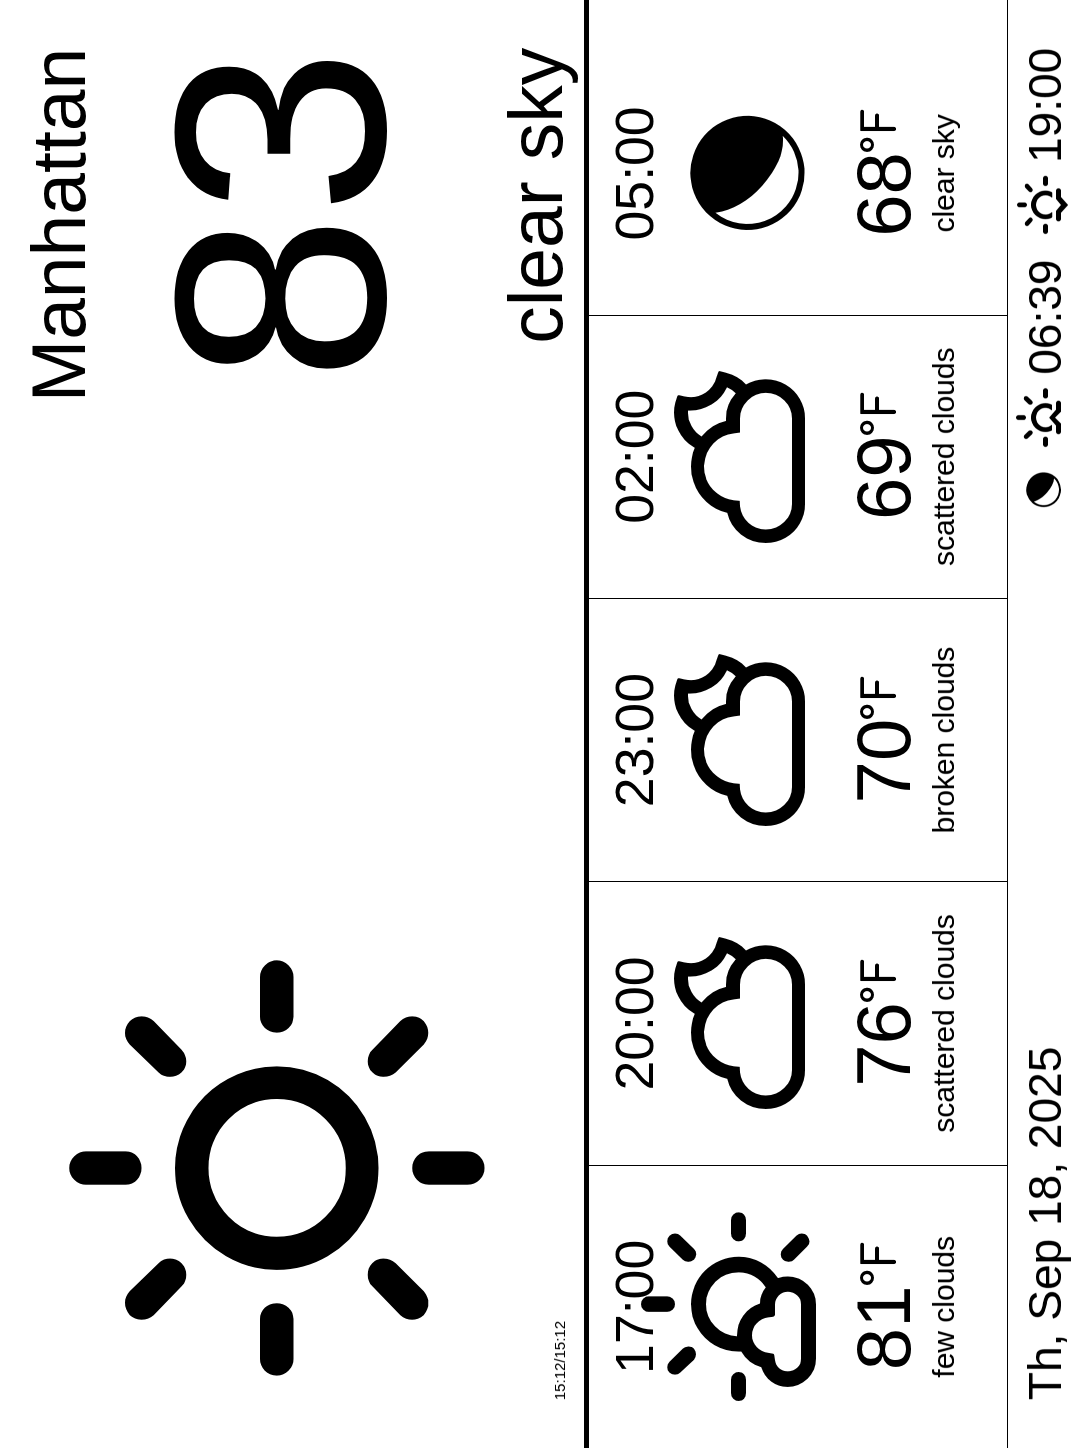 Manhattan
83
clear sky
15:12/15:12
17:00
81°F
few clouds
20:00
76°F
scattered clouds
23:00
70°F
broken clouds
02:00
69°F
scattered clouds
05:00
68°F
clear sky
Th, Sep 18, 2025
06:39
19:00